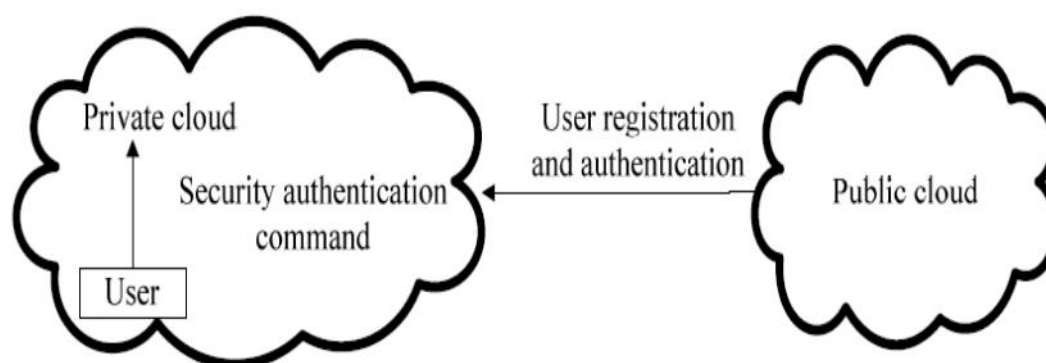 Private cloud
Security authentication
command
User
User registration
and authentication
Public cloud